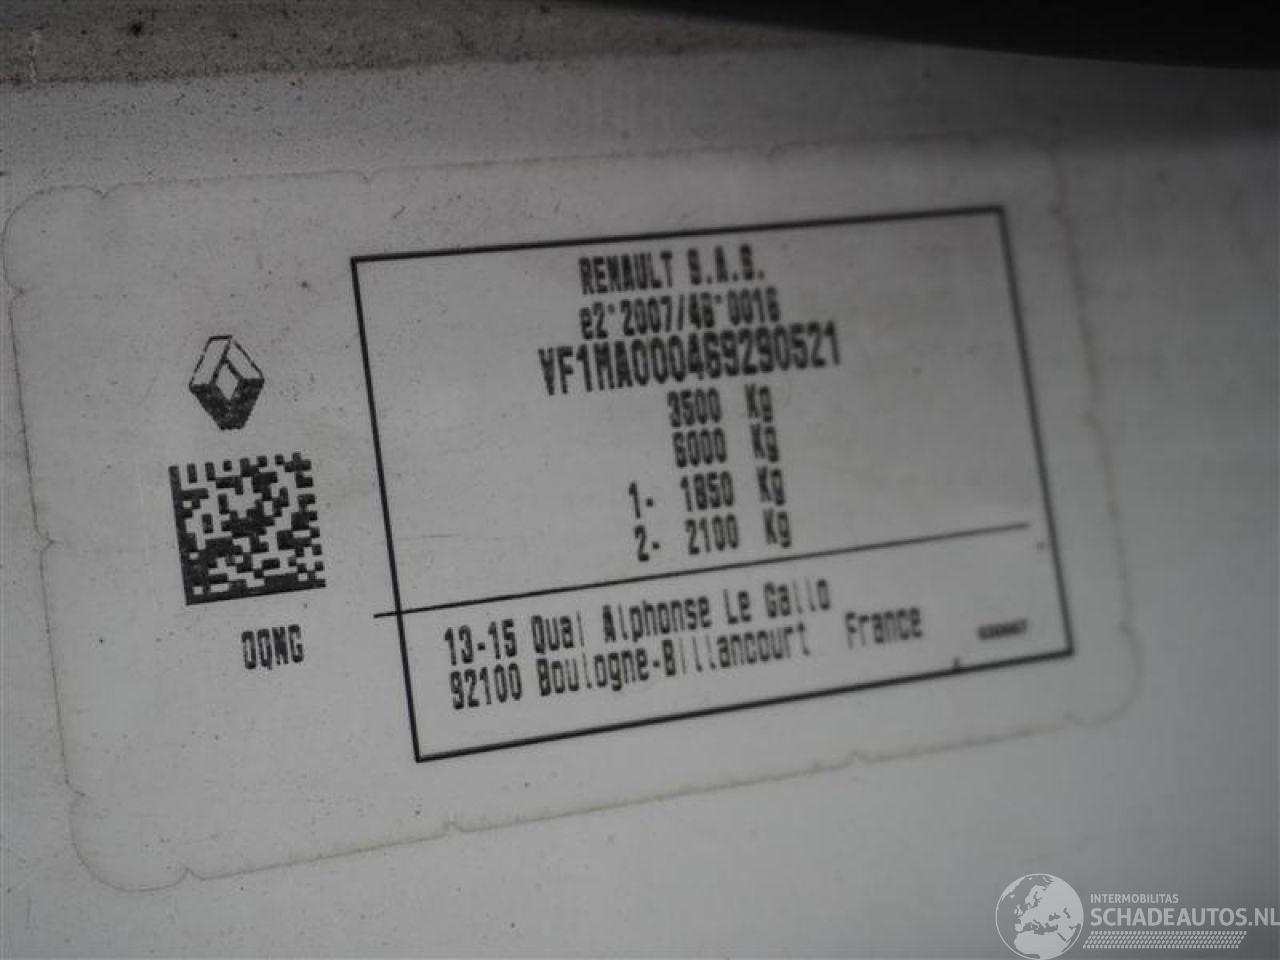 RENAULT S.A.S.
e2*2007/46*0016
VF1MA000469290521
3500 Kg
6000 Kg
1- 1850 Kg
2- 2100 Kg
13-15 Quai Alphonse Le Gallo
92100 Boulogne-Billancourt France
OQNG
INTERMOBILITAS
SCHADEAUTOS.NL